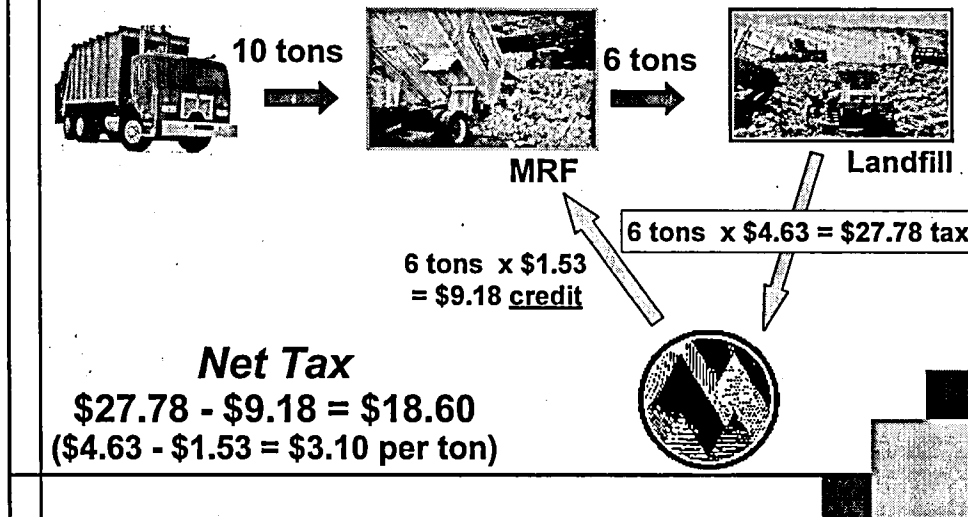 10 tons
6 tons
MRF
Landfill
6 tons x $4.63 = $27.78 tax
6 tons x $1.53
= $9.18 credit
Net Tax
$27.78 - $9.18 = $18.60
($4.63 - $1.53 = $3.10 per ton)